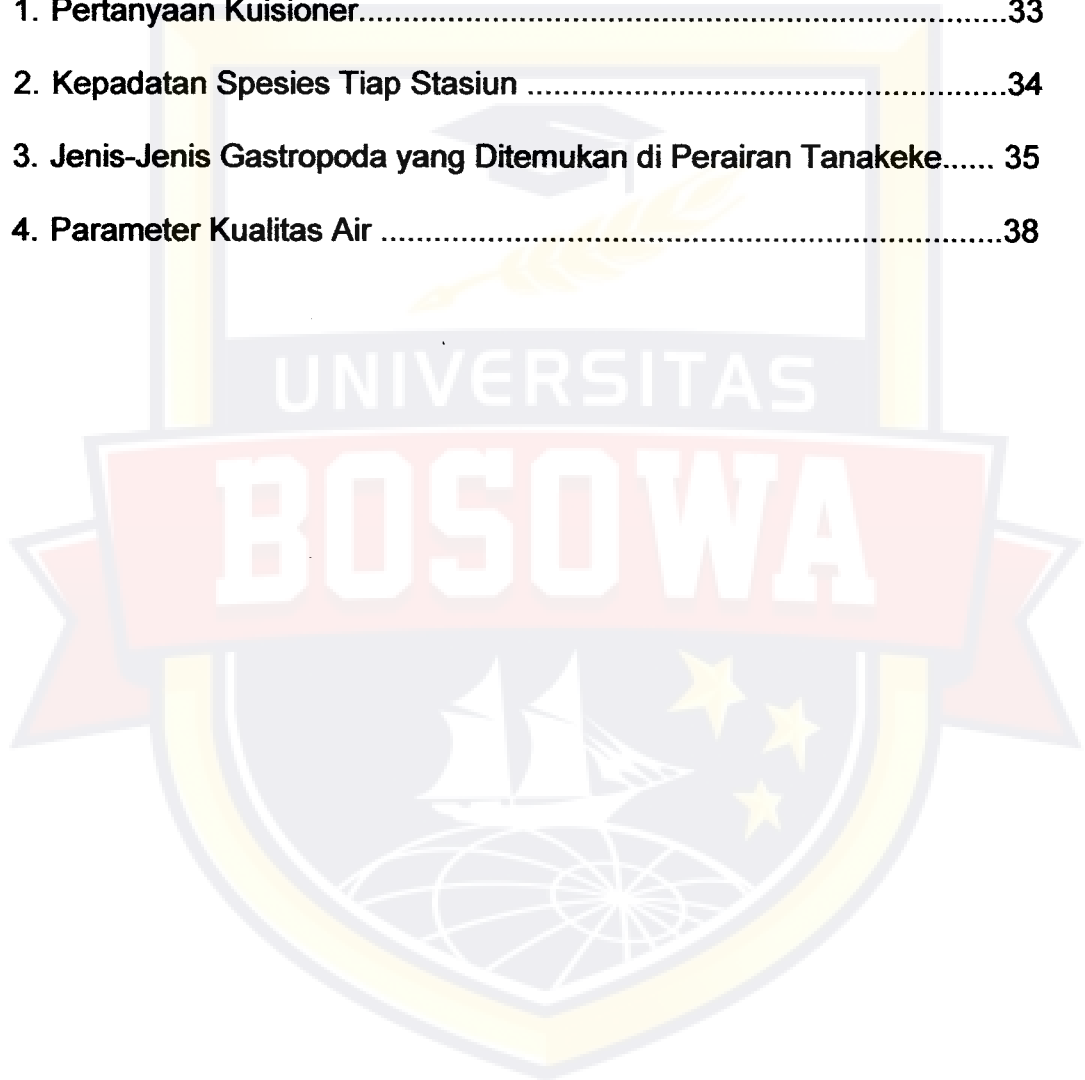 1. Pertanyaan Kuisioner..........................................................................33
2. Kepadatan Spesies Tiap Stasiun .......................................................34
3. Jenis-Jenis Gastropoda yang Ditemukan di Perairan Tanakeke...... 35
4. Parameter Kualitas Air .......................................................................38
UNIVERSITAS
BOSOWA